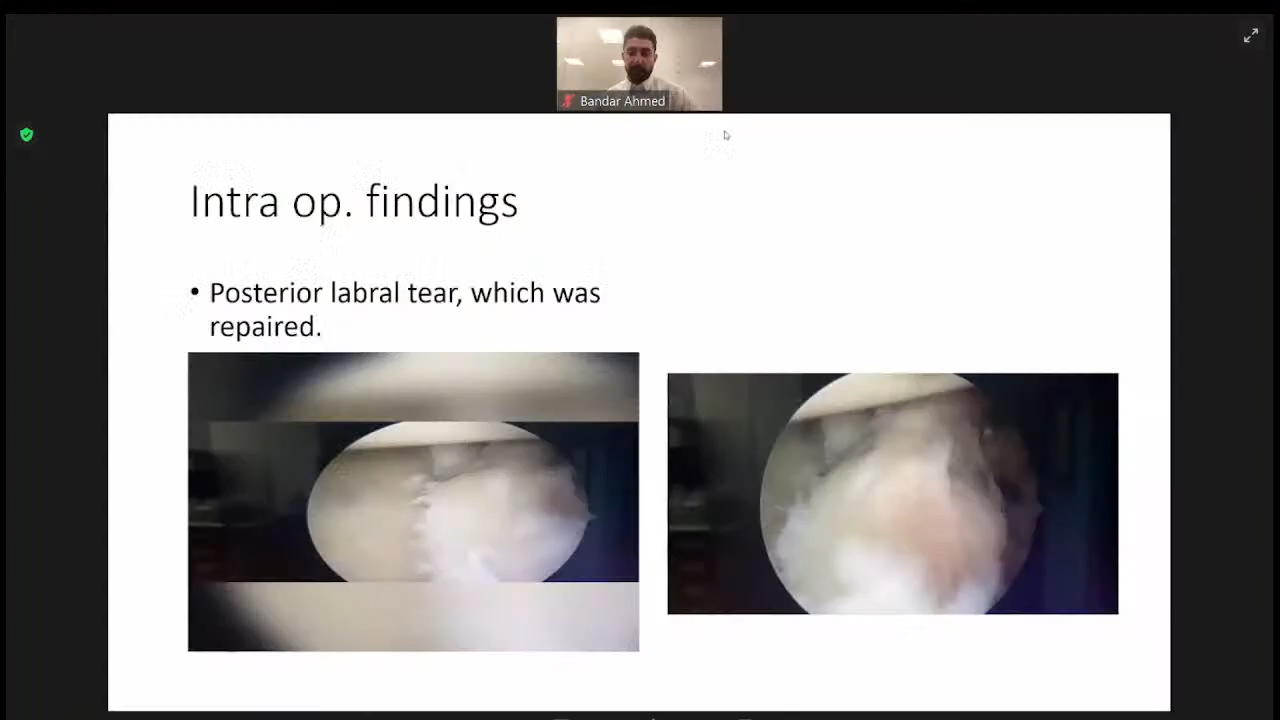 Bandar Ahmed
Intra op. findings
• Posterior labral tear, which was
repaired.